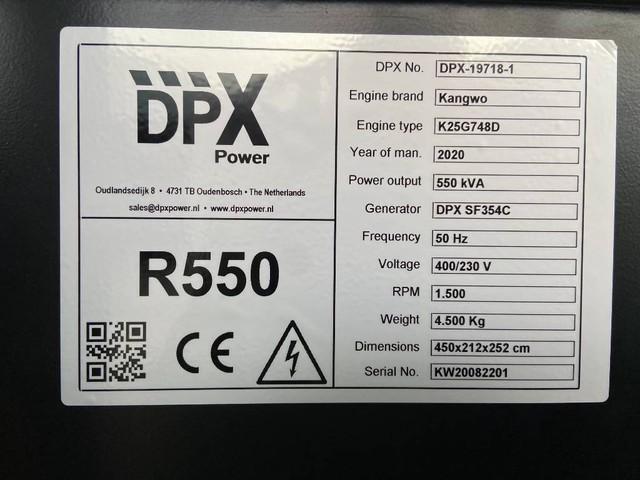 DPX
Power
Oudlandsedijk 8 • 4731 TB Oudenbosch • The Netherlands
sales@dpxpower.nl • www.dpxpower.nl
R550
CE
DPX No. DPX-19718-1
Engine brand Kangwo
Engine type K25G748D
Year of man. 2020
Power output 550 kVA
Generator DPX SF354C
Frequency 50 Hz
Voltage 400/230 V
RPM 1.500
Weight 4.500 Kg
Dimensions 450x212x252 cm
Serial No. KW20082201